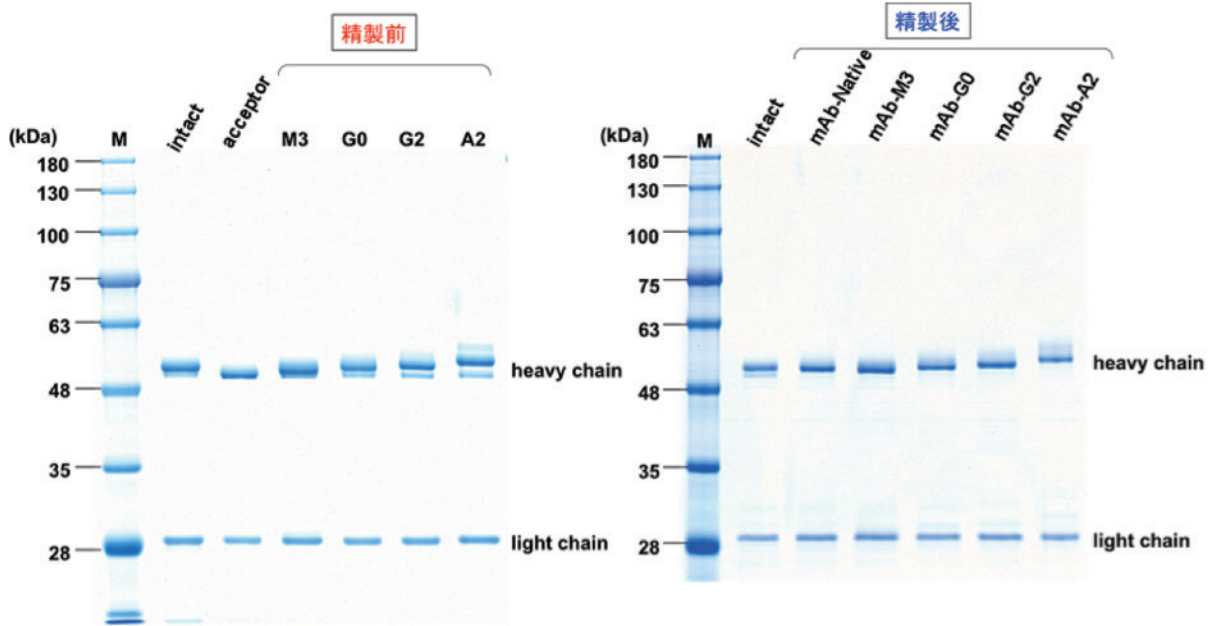 精製前
(kDa)
M
intact
acceptor
M3
G0
G2
A2
180
130
100
75
63
48
35
28
heavy chain
light chain
精製後
(kDa)
M
intact
mAb-Native
mAb-M3
mAb-G0
mAb-G2
mAb-A2
180
130
100
75
63
48
35
28
heavy chain
light chain